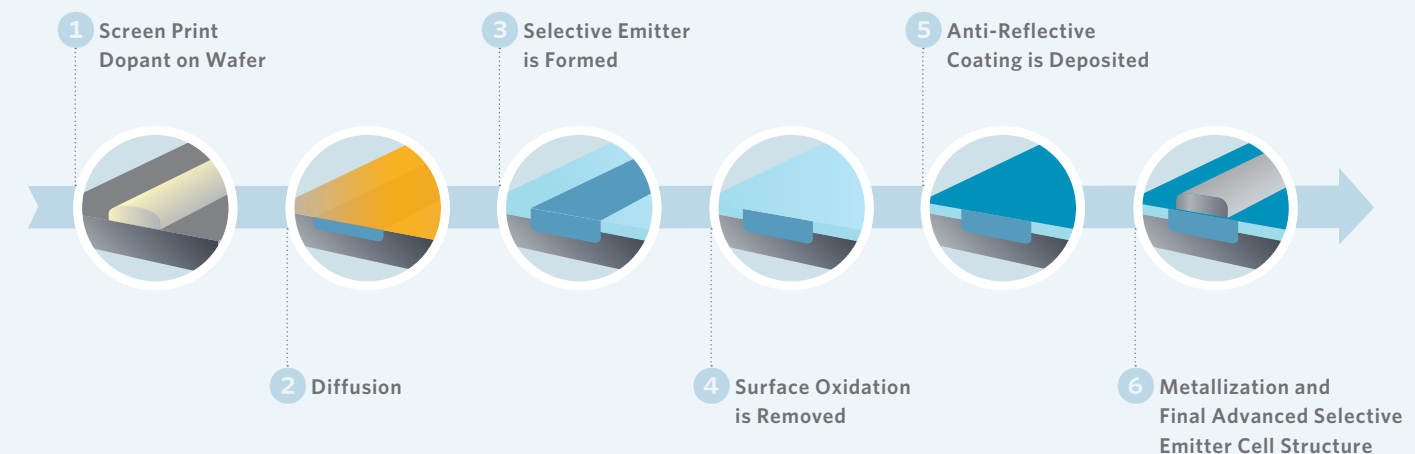 1 Screen Print
Dopant on Wafer
2 Diffusion
3 Selective Emitter
is Formed
4 Surface Oxidation
is Removed
5 Anti-Reflective
Coating is Deposited
6 Metallization and
Final Advanced Selective
Emitter Cell Structure